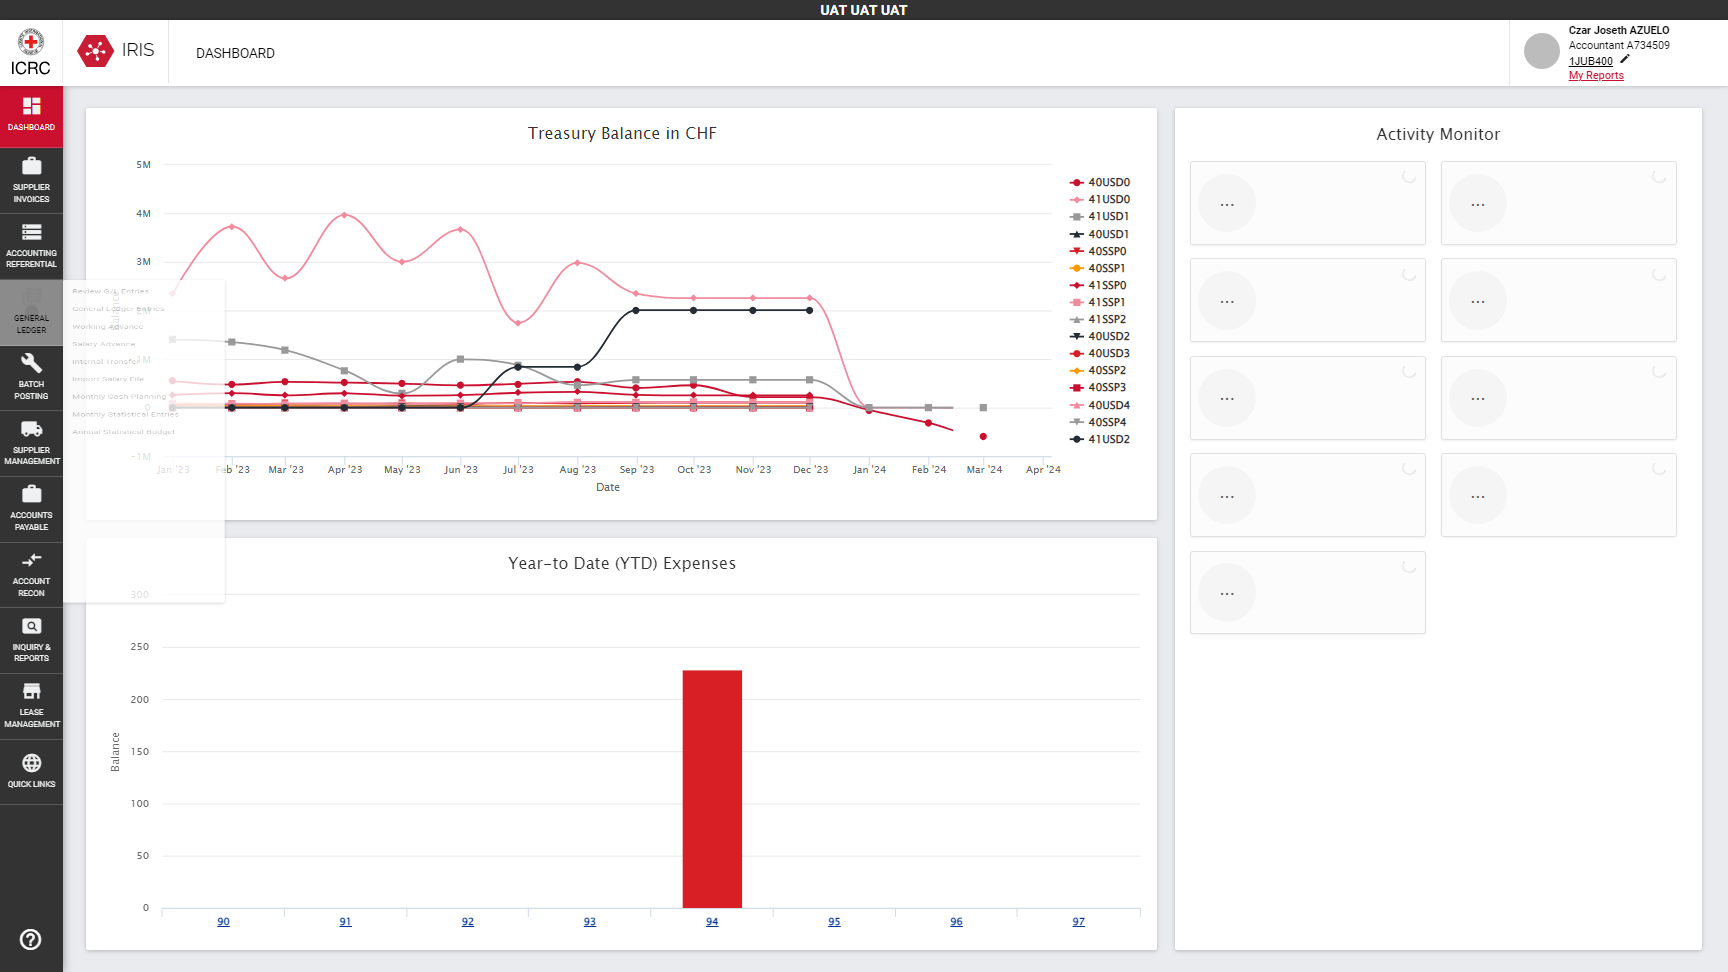 UAT UAT UAT
ICRC
IRIS
DASHBOARD
Czar Joseth AZUELO
Accountant A734509
1JUB400
My Reports
DASHBOARD
SUPPLIER
INVOICES
ACCOUNTING
REFERENTIAL
GENERAL
LEDGER
BATCH
POSTING
SUPPLIER
MANAGEMENT
ACCOUNTS
PAYABLE
ACCOUNT
RECON
INQUIRY &
REPORTS
LEASE
MANAGEMENT
QUICK LINKS
Review G/L Entries
General Ledger Entries
Working Advance
Salary Advance
Internal Transfer
Import Salary File
Monthly Cash Planning
Monthly Statistical Entries
Annual Statistical Budget
Treasury Balance in CHF
5M
4M
3M
1M
0
-1M
Balance
Jan '23
Feb '23
Mar '23
Apr '23
May '23
Jun '23
Jul '23
Aug '23
Sep '23
Oct '23
Nov '23
Dec '23
Jan '24
Feb '24
Mar '24
Apr '24
Date
40USD0
41USD0
41USD1
40USD1
40SSP0
40SSP1
41SSP0
41SSP1
41SSP2
40USD2
40USD3
40SSP2
40SSP3
40USD4
40SSP4
41USD2
Year-to Date (YTD) Expenses
300
250
200
150
100
50
0
Balance
90
91
92
93
94
95
96
97
Activity Monitor
...
...
...
...
...
...
...
...
...